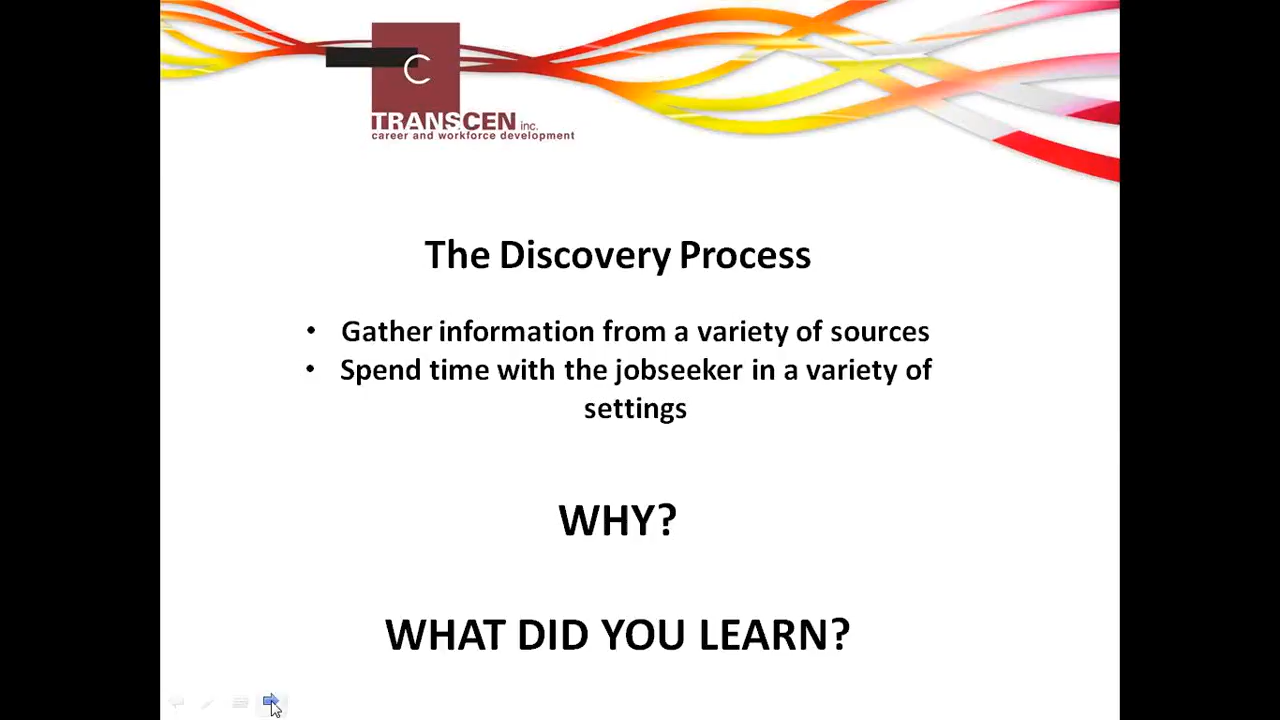 C
TRANSCEN inc.
career and workforce development
The Discovery Process
• Gather information from a variety of sources
• Spend time with the jobseeker in a variety of
settings
WHY?
WHAT DID YOU LEARN?